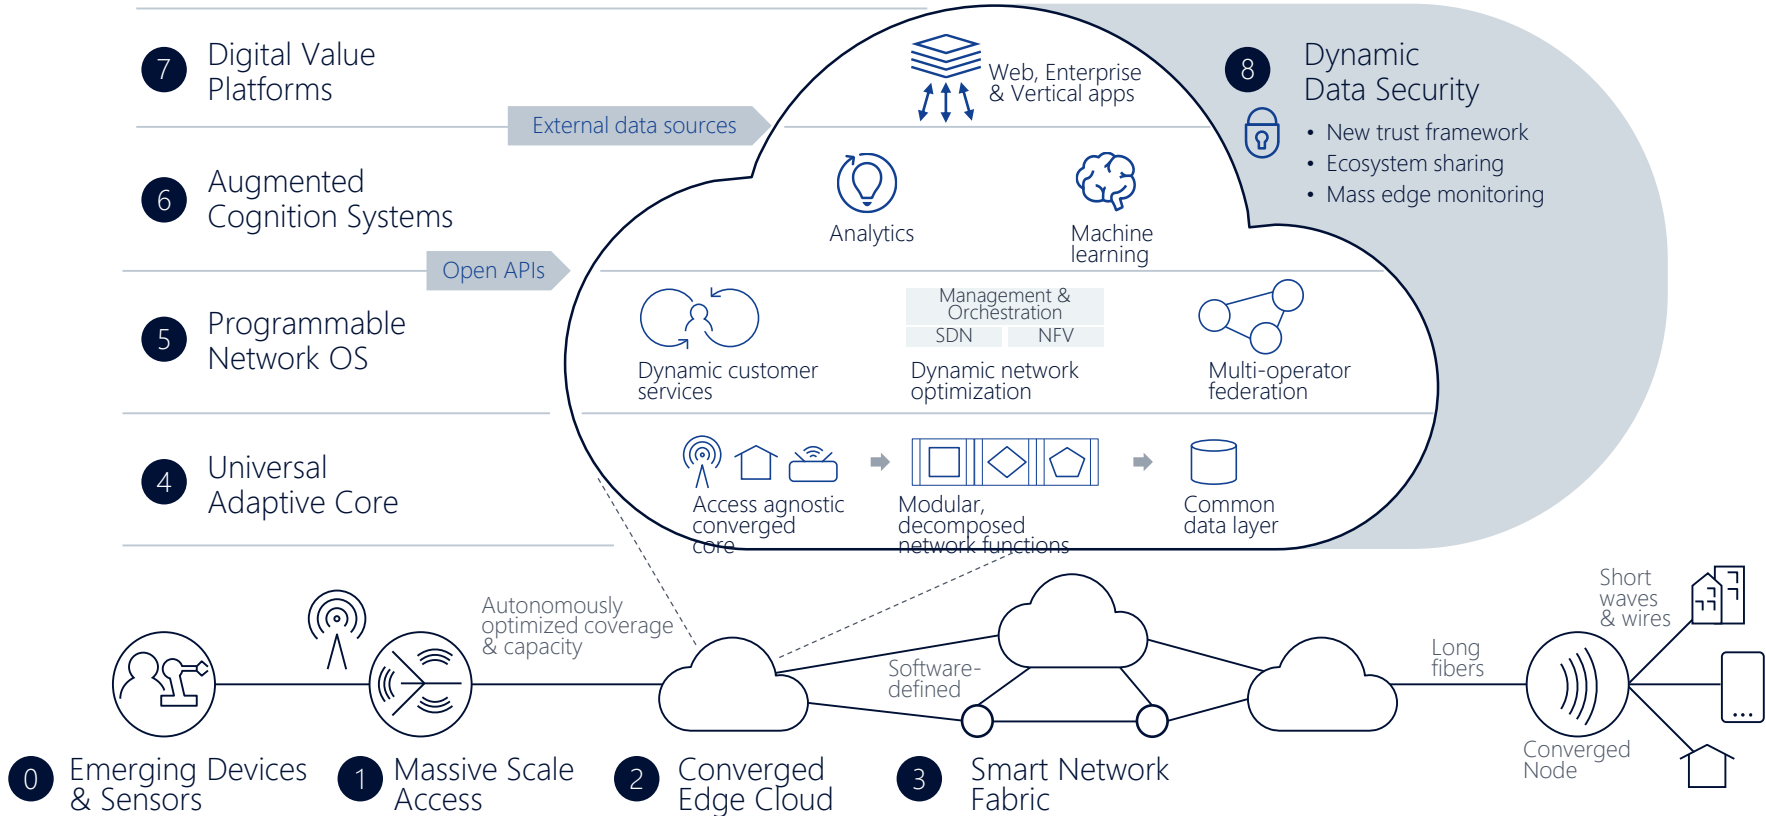 7
Digital Value
Platforms
External data sources
Web, Enterprise
& Vertical apps
8
Dynamic
Data Security
• New trust framework
• Ecosystem sharing
• Mass edge monitoring
6
Augmented
Cognition Systems
Open APIs
Analytics
Machine
learning
5
Programmable
Network OS
Dynamic customer
services
Management &
Orchestration
SDN
NFV
Dynamic network
optimization
Multi-operator
federation
4
Universal
Adaptive Core
Access agnostic
converged
core
Modular,
decomposed
network functions
Common
data layer
Autonomously
optimized coverage
& capacity
Software-
defined
Long
fibers
Short
waves
& wires
Converged
Node
0
Emerging Devices
& Sensors
1
Massive Scale
Access
2
Converged
Edge Cloud
3
Smart Network
Fabric